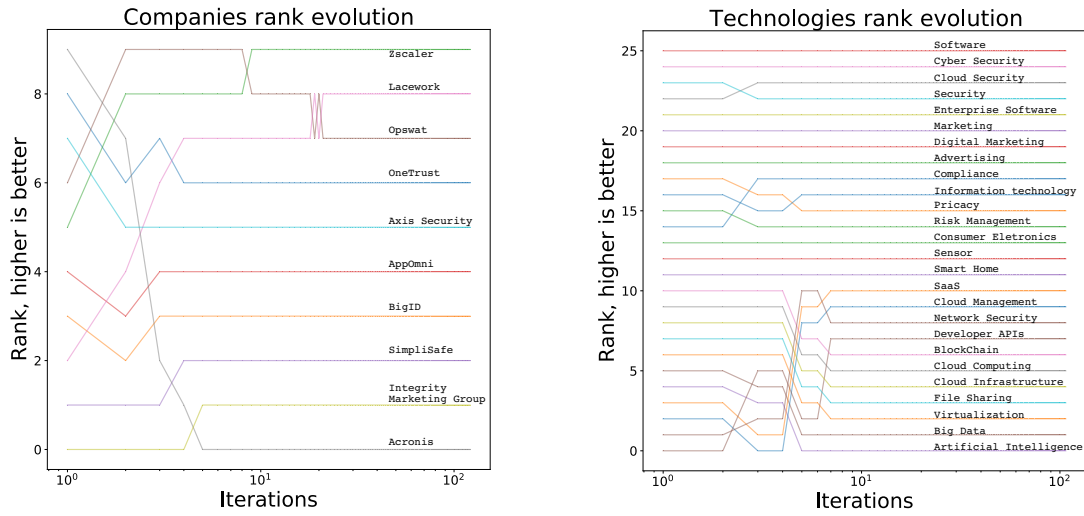 Companies rank evolution
Rank, higher is better
8
6
4
2
0
Zscaler
Lacework
Opswat
OneTrust
Axis Security
AppOmni
BigID
SimpliSafe
Integrity
Marketing Group
Acronis
10⁰
10¹
10²
Iterations
Technologies rank evolution
Rank, higher is better
25
20
15
10
5
0
Software
Cyber Security
Cloud Security
Security
Enterprise Software
Marketing
Digital Marketing
Advertising
Compliance
Information technology
Pricacy
Risk Management
Consumer Eletronics
Sensor
Smart Home
SaaS
Cloud Management
Network Security
Developer APIs
BlockChain
Cloud Computing
Cloud Infrastructure
File Sharing
Virtualization
Big Data
Artificial Intelligence
10⁰
10¹
10²
Iterations